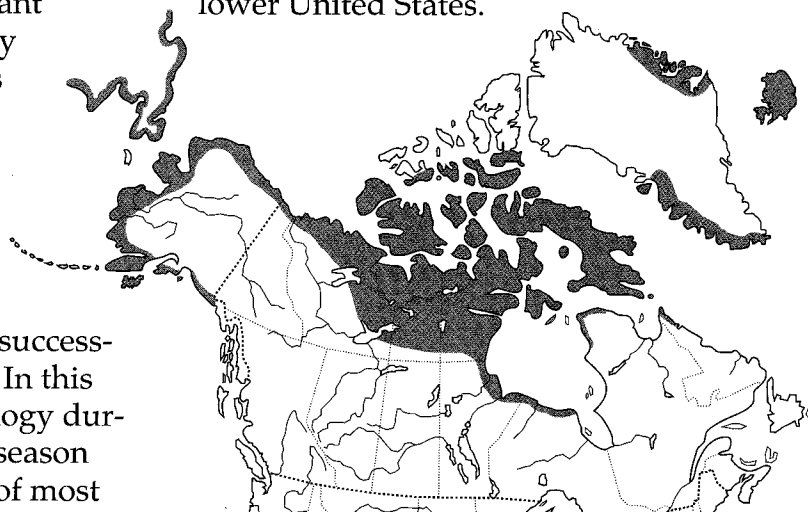 ant
y
s
lower United States.
success-
In this
ogy dur-
season
of most